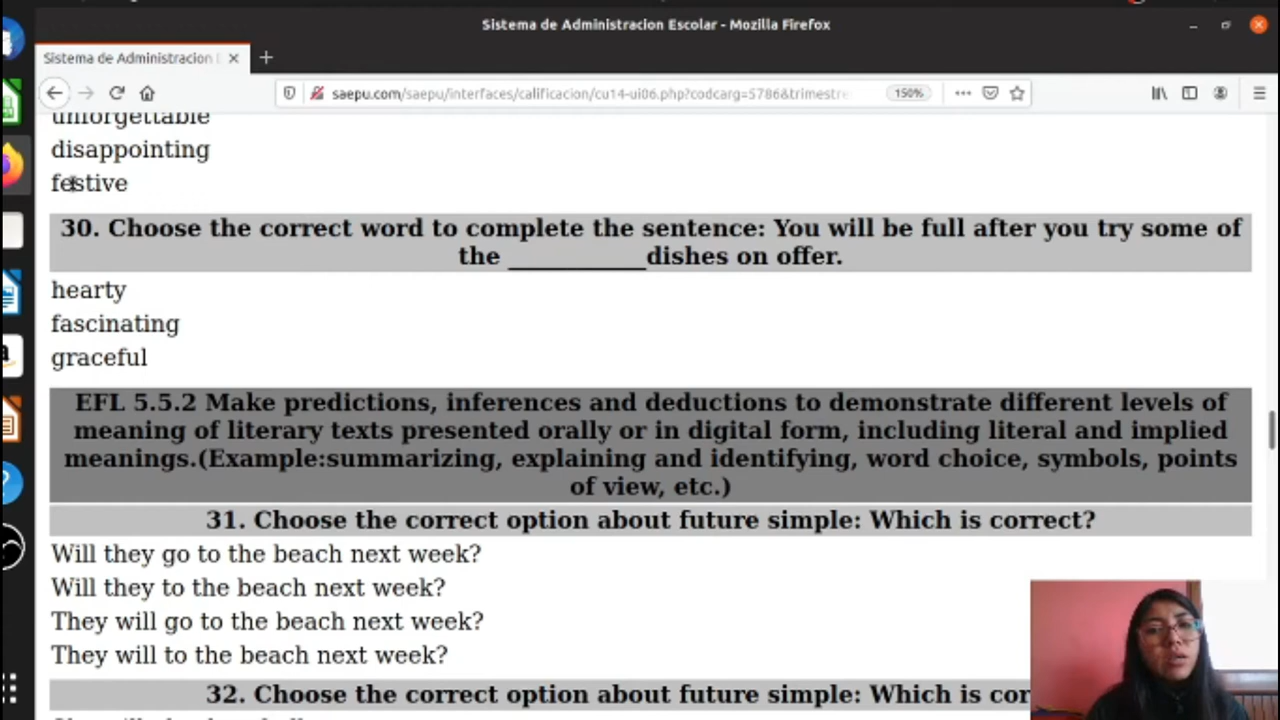 Sistema de Administracion Escolar - Mozilla Firefox
Sistema de Administracion
saepu.com/saepu/interfaces/calificacion/cu14-ui06.php?codcarg=5786&trimestre
150%
unforgettable
disappointing
festive
30. Choose the correct word to complete the sentence: You will be full after you try some of
the ___________dishes on offer.
hearty
fascinating
graceful
EFL 5.5.2 Make predictions, inferences and deductions to demonstrate different levels of
meaning of literary texts presented orally or in digital form, including literal and implied
meanings.(Example:summarizing, explaining and identifying, word choice, symbols, points
of view, etc.)
31. Choose the correct option about future simple: Which is correct?
Will they go to the beach next week?
Will they to the beach next week?
They will go to the beach next week?
They will to the beach next week?
32. Choose the correct option about future simple: Which is cor